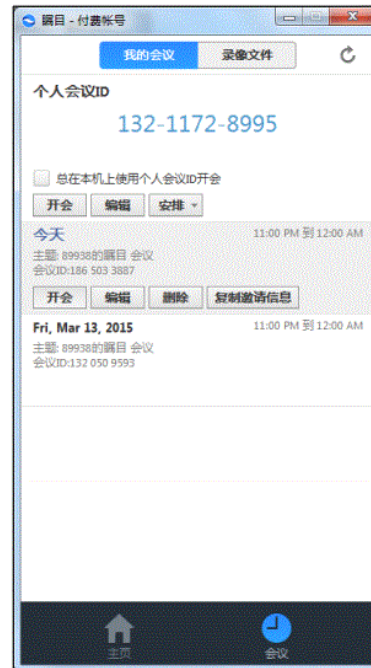 瞩目 - 付费帐号
我的会议 录像文件
个人会议ID
132-1172-8995
总在本机上使用个人会议ID开会
开会 编辑 安排
今天 11:00 PM 到 12:00 AM
主题: 89938的瞩目 会议
会议ID:186 503 3887
开会 编辑 删除 复制邀请信息
Fri, Mar 13, 2015 11:00 PM 到 12:00 AM
主题: 89938的瞩目 会议
会议ID:132 050 9593
主页 会议